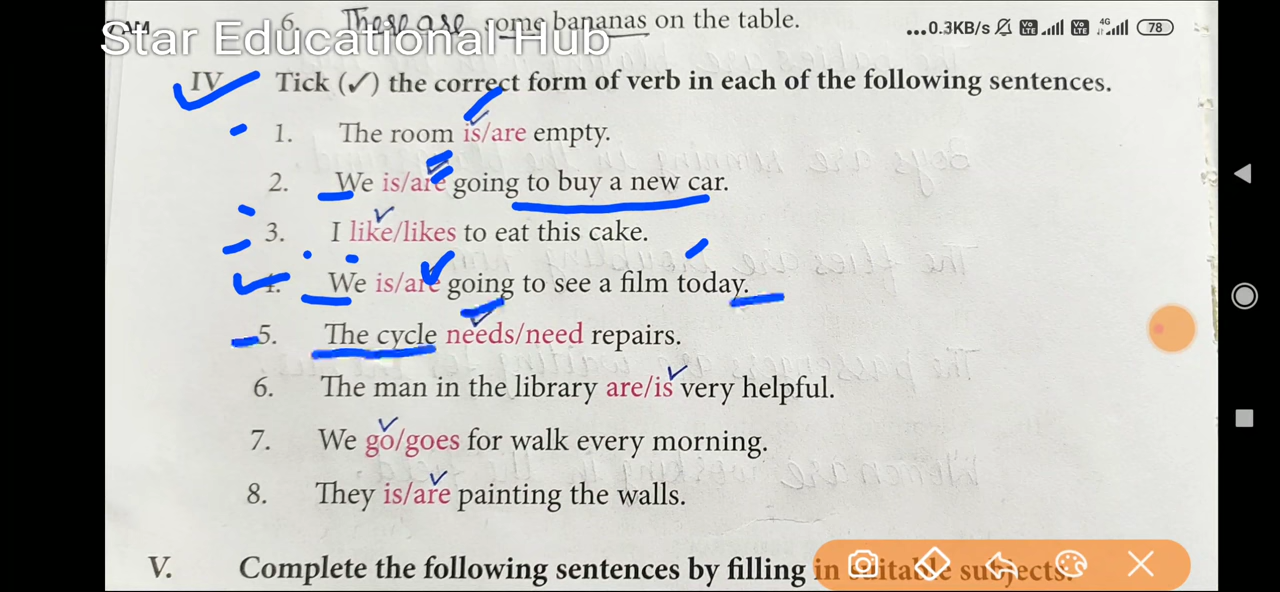 6. These are some bananas on the table.
Star Educational Hub
...0.3KB/s 4G 78
IV Tick (✓) the correct form of verb in each of the following sentences.
1. The room is/are empty.
2. We is/are going to buy a new car.
3. I like/likes to eat this cake.
4. We is/are going to see a film today.
5. The cycle needs/need repairs.
6. The man in the library are/is very helpful.
7. We go/goes for walk every morning.
8. They is/are painting the walls.
V. Complete the following sentences by filling in suitable subjects.